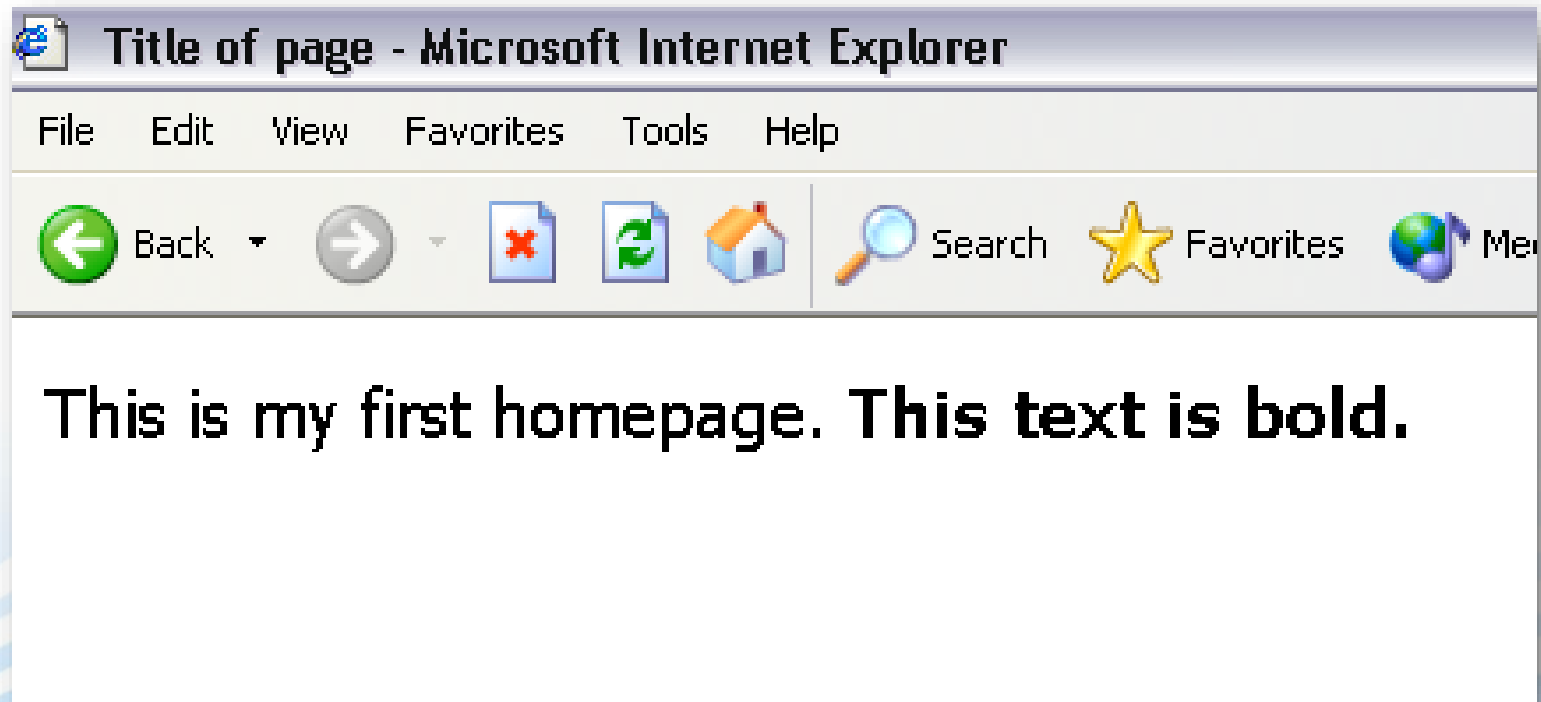 Title of page - Microsoft Internet Explorer
File Edit View Favorites Tools Help
Back Search Favorites
This is my first homepage. This text is bold.